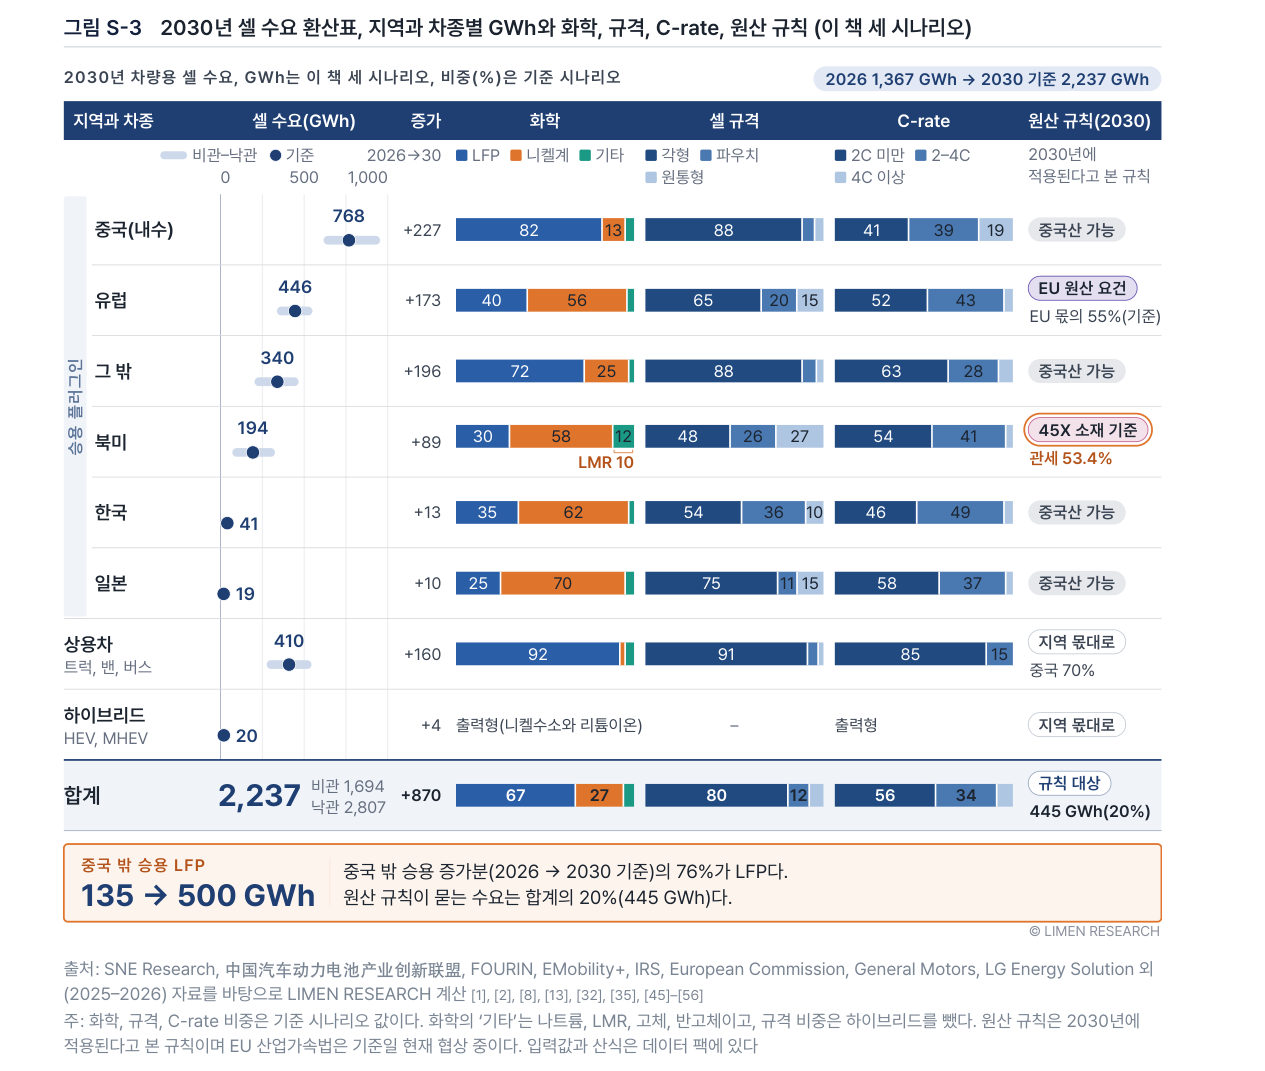 그림 S-3 2030년 셀 수요 환산표, 지역과 차종별 GWh와 화학, 규격, C-rate, 원산 규칙 (이 책 세 시나리오)
2030년 차량용 셀 수요, GWh는 이 책 세 시나리오, 비중(%)은 기준 시나리오
2026 1,367 GWh → 2030 기준 2,237 GWh
지역과 차종 셀 수요(GWh) 증가 화학 셀 규격 C-rate 원산 규칙(2030)
비관–낙관 기준 2026→30 LFP 니켈계 기타 각형 파우치 2C 미만 2–4C 2030년에
0 500 1,000 원통형 4C 이상 적용된다고 본 규칙
승용 플러그인
중국(내수) 768 +227 82 13 88 41 39 19 중국산 가능
유럽 446 +173 40 56 65 20 15 52 43 EU 원산 요건
EU 몫의 55%(기준)
그 밖 340 +196 72 25 88 63 28 중국산 가능
북미 194 +89 30 58 12 48 26 27 54 41 45X 소재 기준
LMR 10 관세 53.4%
한국 41 +13 35 62 54 36 10 46 49 중국산 가능
일본 19 +10 25 70 75 11 15 58 37 중국산 가능
상용차 410 +160 92 91 85 15 지역 몫대로
트럭, 밴, 버스 중국 70%
하이브리드 20 +4 출력형(니켈수소와 리튬이온) – 출력형 지역 몫대로
HEV, MHEV
합계 2,237 비관 1,694 +870 67 27 80 12 56 34 규칙 대상
낙관 2,807 445 GWh(20%)
중국 밖 승용 LFP
135 → 500 GWh
중국 밖 승용 증가분(2026 → 2030 기준)의 76%가 LFP다.
원산 규칙이 묻는 수요는 합계의 20%(445 GWh)다.
© LIMEN RESEARCH
출처: SNE Research, 中国汽车动力电池产业创新联盟, FOURIN, EMobility+, IRS, European Commission, General Motors, LG Energy Solution 외
(2025–2026) 자료를 바탕으로 LIMEN RESEARCH 계산 [1], [2], [8], [13], [32], [35], [45]–[56]
주: 화학, 규격, C-rate 비중은 기준 시나리오 값이다. 화학의 ‘기타’는 나트륨, LMR, 고체, 반고체이고, 규격 비중은 하이브리드를 뺐다. 원산 규칙은 2030년에
적용된다고 본 규칙이며 EU 산업가속법은 기준일 현재 협상 중이다. 입력값과 산식은 데이터 팩에 있다